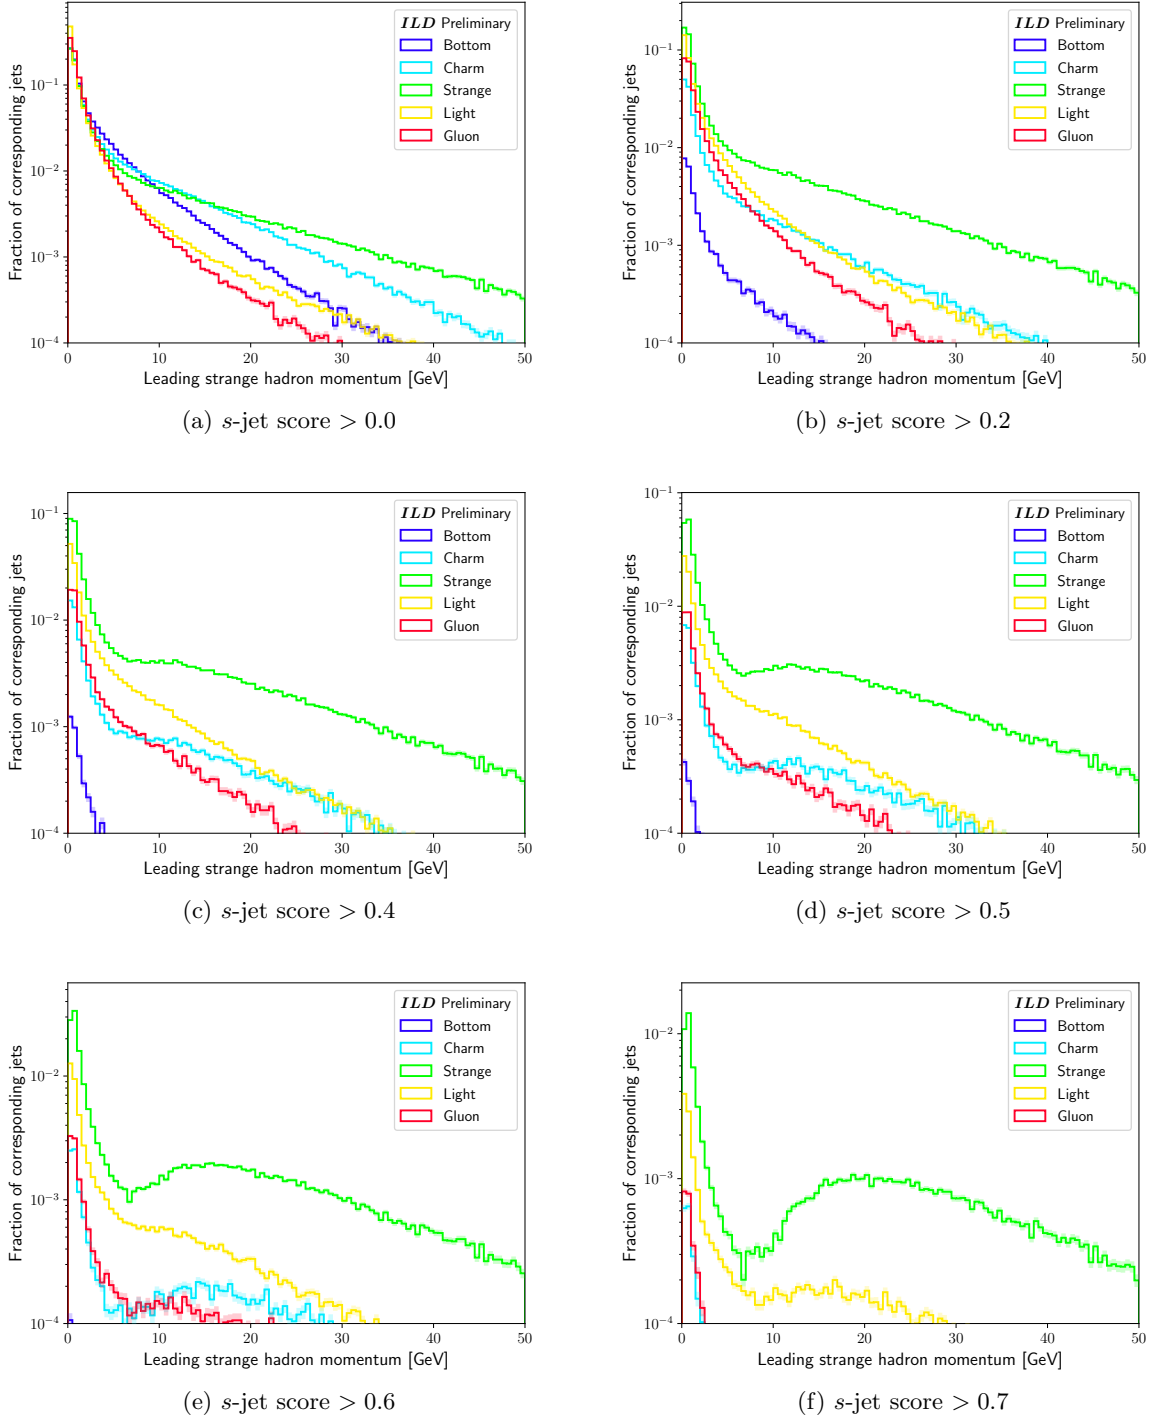 Fraction of corresponding jets
10⁻¹
10⁻²
10⁻³
10⁻⁴
ILD Preliminary
Bottom
Charm
Strange
Light
Gluon
0 10 20 30 40 50
Leading strange hadron momentum [GeV]
(a) s-jet score > 0.0
Fraction of corresponding jets
10⁻¹
10⁻²
10⁻³
10⁻⁴
ILD Preliminary
Bottom
Charm
Strange
Light
Gluon
0 10 20 30 40 50
Leading strange hadron momentum [GeV]
(b) s-jet score > 0.2
Fraction of corresponding jets
10⁻¹
10⁻²
10⁻³
10⁻⁴
ILD Preliminary
Bottom
Charm
Strange
Light
Gluon
0 10 20 30 40 50
Leading strange hadron momentum [GeV]
(c) s-jet score > 0.4
Fraction of corresponding jets
10⁻¹
10⁻²
10⁻³
10⁻⁴
ILD Preliminary
Bottom
Charm
Strange
Light
Gluon
0 10 20 30 40 50
Leading strange hadron momentum [GeV]
(d) s-jet score > 0.5
Fraction of corresponding jets
10⁻²
10⁻³
10⁻⁴
ILD Preliminary
Bottom
Charm
Strange
Light
Gluon
0 10 20 30 40 50
Leading strange hadron momentum [GeV]
(e) s-jet score > 0.6
Fraction of corresponding jets
10⁻²
10⁻³
10⁻⁴
ILD Preliminary
Bottom
Charm
Strange
Light
Gluon
0 10 20 30 40 50
Leading strange hadron momentum [GeV]
(f) s-jet score > 0.7